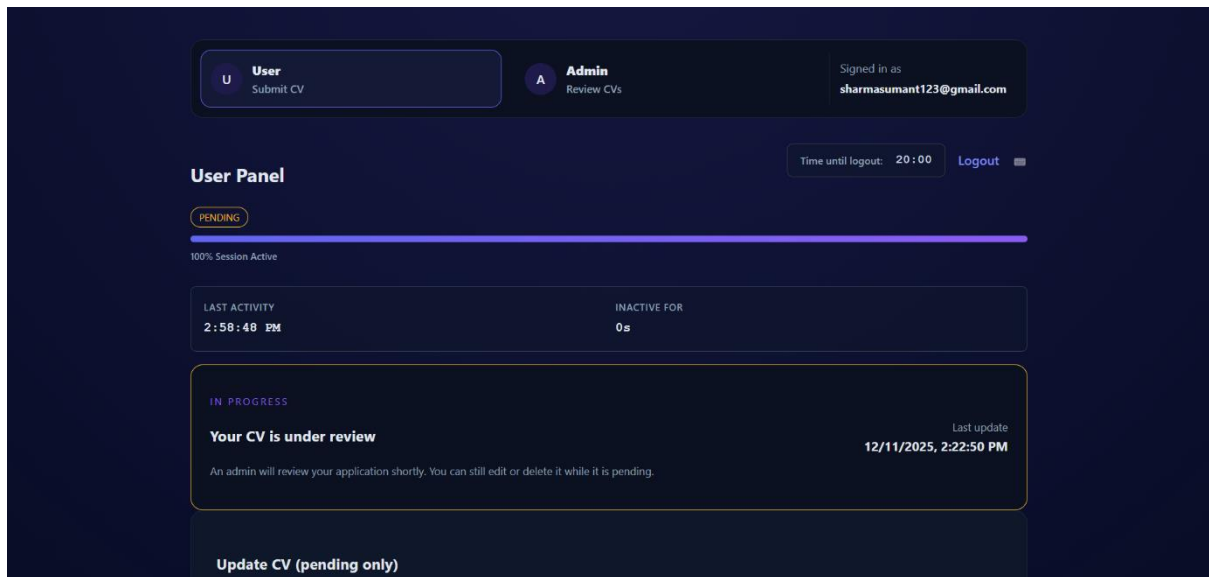 U
User
Submit CV
A
Admin
Review CVs
Signed in as
sharmasumant123@gmail.com
User Panel
Time until logout: 20:00
Logout
PENDING
100% Session Active
LAST ACTIVITY
2:58:48 PM
INACTIVE FOR
0s
IN PROGRESS
Your CV is under review
An admin will review your application shortly. You can still edit or delete it while it is pending.
Last update
12/11/2025, 2:22:50 PM
Update CV (pending only)